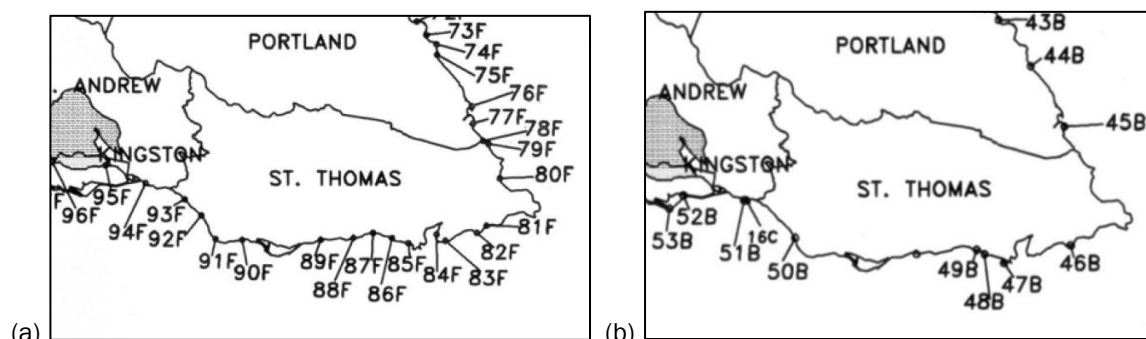 73F
PORTLAND
74F
75F
. ANDREW
76F
77F
78F
79F
KINGSTON
ST. THOMAS
80F
95F
96F
94F
93F
92F
81F
82F
91F
90F
89F
88F
87F
86F
85F
84F
83F
(a)
43B
PORTLAND
44B
ANDREW
45B
KINGSTON
ST. THOMAS
52B
53B
51B
16C
50B
49B
48B
47B
46B
(b)